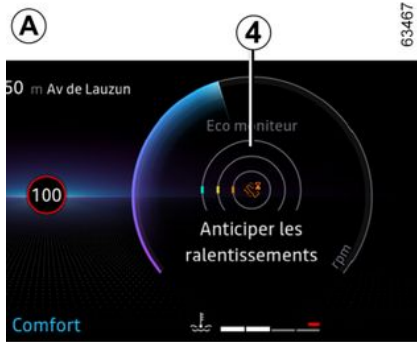 A
4
63467
50 m Av de Lauzun
Eco moniteur
100
Anticiper les
ralentissements
rpm
Comfort